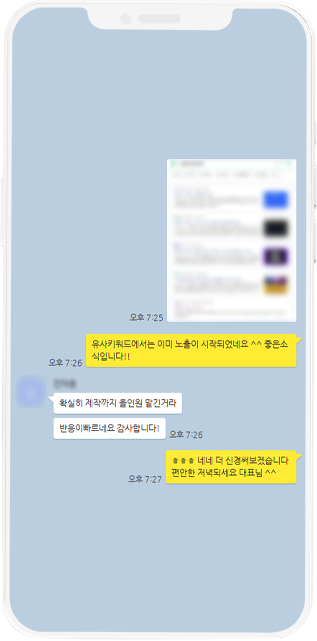 오후 7:25
유사키워드에서는 이미 노출이 시작되었네요 ^^ 좋은소
식입니다!!
오후 7:26
확실히 제작까지 올인원 맡긴거라
반응이빠르네요 감사합니다!
오후 7:26
ㅎㅎㅎ 네네 더 신경써보겠습니다
편안한 저녁되세요 대표님 ^^
오후 7:27